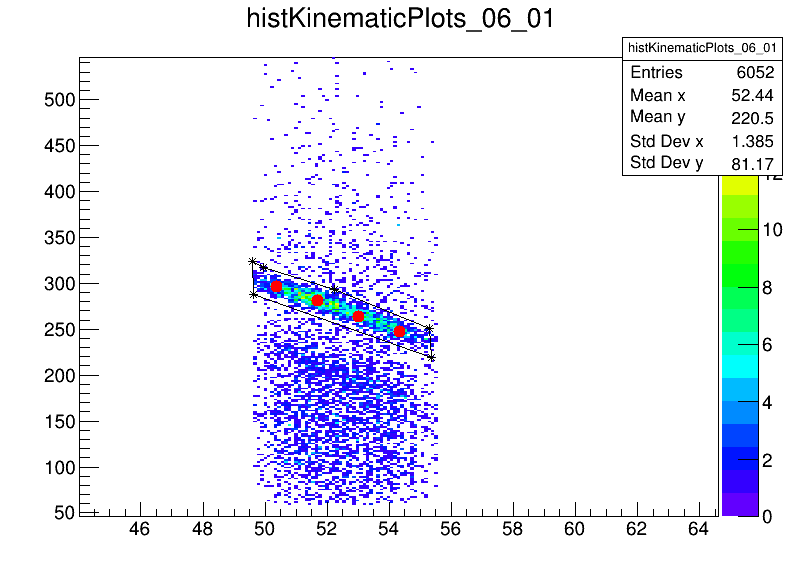 histKinematicPlots_06_01
histKinematicPlots_06_01
Entries 6052
Mean x 52.44
Mean y 220.5
Std Dev x 1.385
Std Dev y 81.17
500
450
400
350
300
250
200
150
100
50
12
10
8
6
4
2
0
46 48 50 52 54 56 58 60 62 64